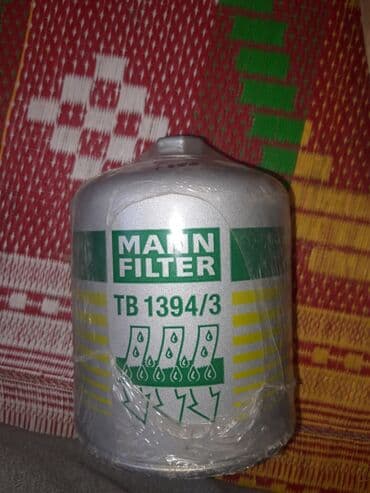 MANN
FILTER
TB 1394/3